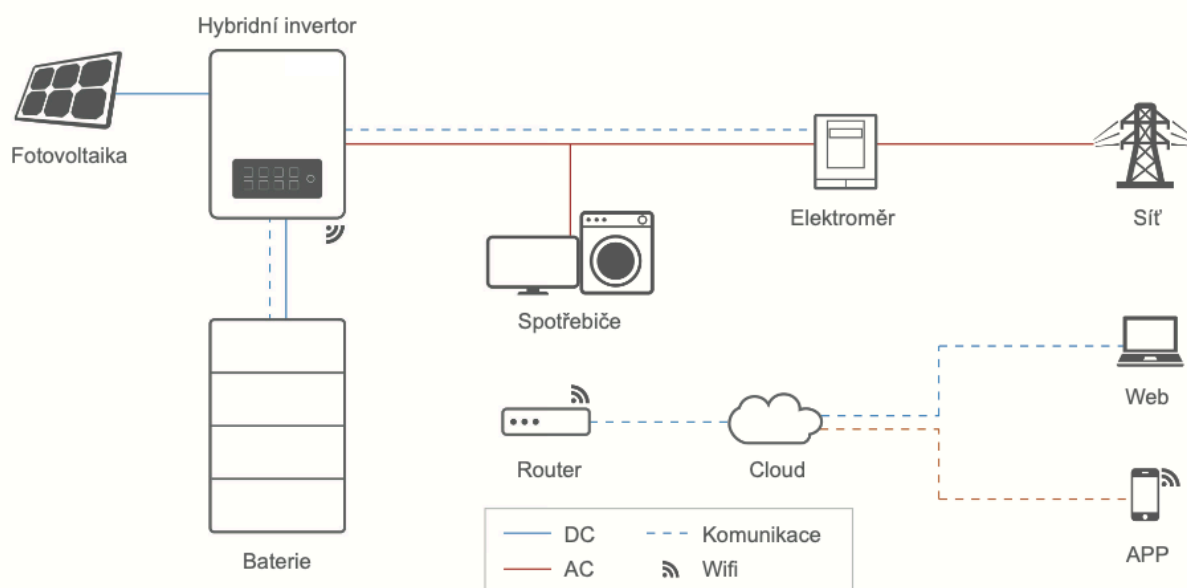 Hybridní invertor
Fotovoltaika
Elektroměr
Síť
Spotřebiče
Web
Router
Cloud
Baterie
DC
Komunikace
AC
Wifi
APP